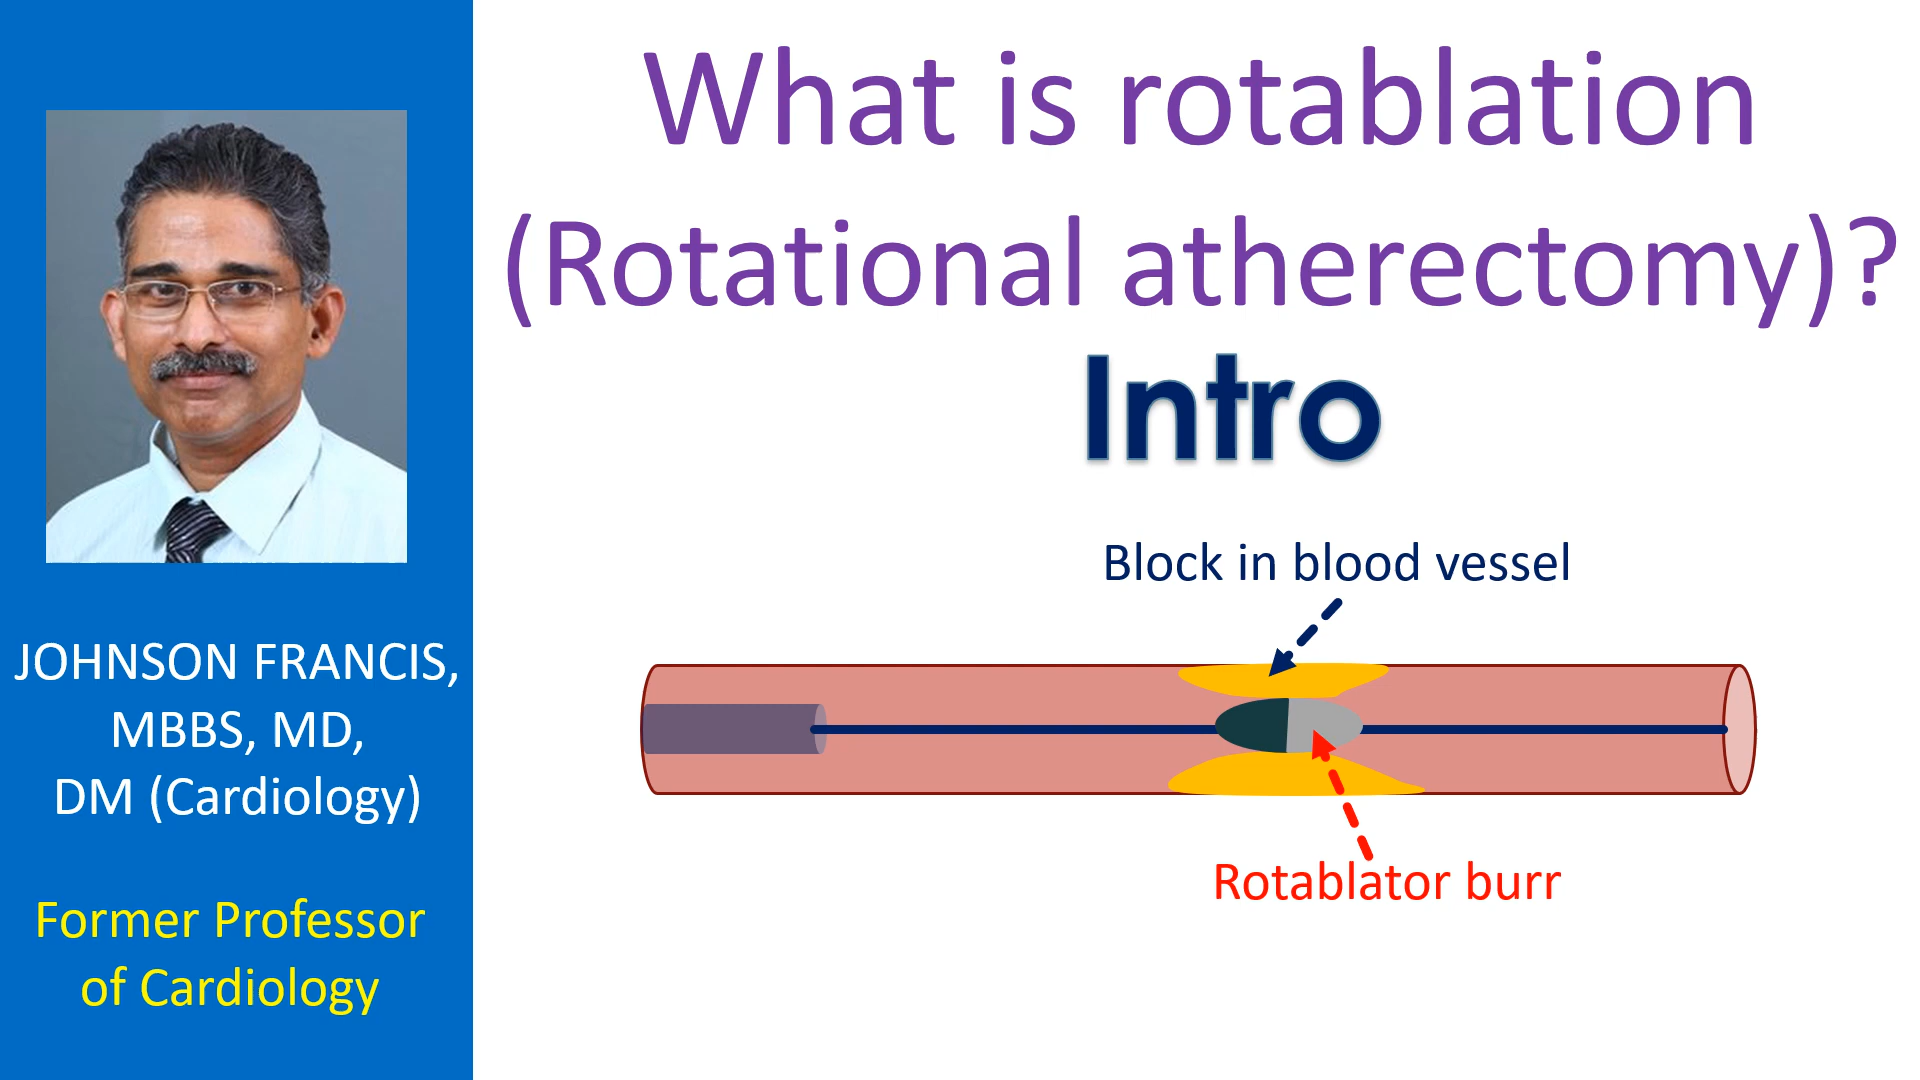 What is rotablation
(Rotational atherectomy)?
Intro
Block in blood vessel
Rotablator burr
JOHNSON FRANCIS,
MBBS, MD,
DM (Cardiology)
Former Professor
of Cardiology